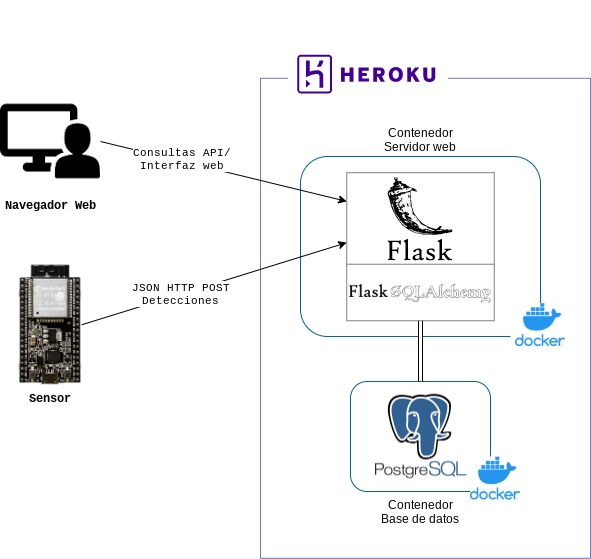 HEROKU
Contenedor
Servidor web
Consultas API/
Interfaz web
Navegador Web
Flask
Flask SQLAlchemy
JSON HTTP POST
Detecciones
docker
Sensor
PostgreSQL
docker
Contenedor
Base de datos